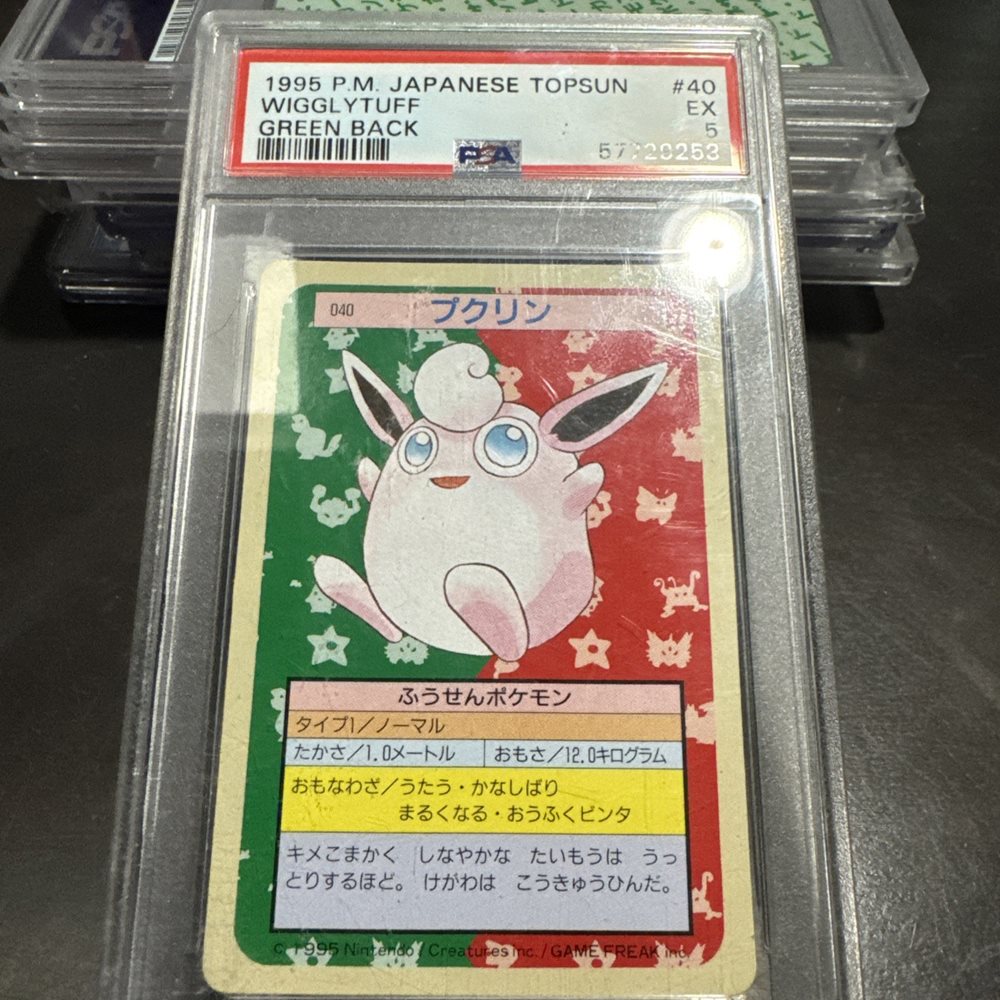 1995 P.M. JAPANESE TOPSUN #40
WIGGLYTUFF EX
GREEN BACK 5
PSA
040 プクリン
ふうせんポケモン
タイプ1/ノーマル
たかさ/1.0メートル おもさ/12.0キログラム
おもなわざ/うたう・かなしばり
まるくなる・おうふくビンタ
キメこまかく しなやかな たいもうは うっ
とりするほど。 けがわは こうきゅうひんだ。
C. 1995 Nintendo / Creatures inc. / GAME FREAK inc.